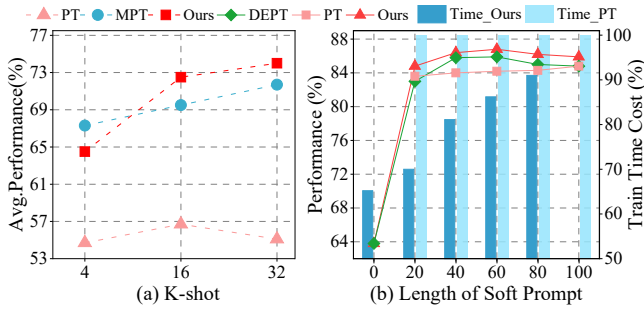 PT MPT Ours DEPT PT Ours Time_Ours Time_PT
Avg.Performance(%)
77
73
69
65
61
57
53
4 16 32
(a) K-shot
Performance (%)
88
84
80
76
72
68
64
0 20 40 60 80 100
(b) Length of Soft Prompt
100
90
80
70
60
50
Train Time Cost (%)